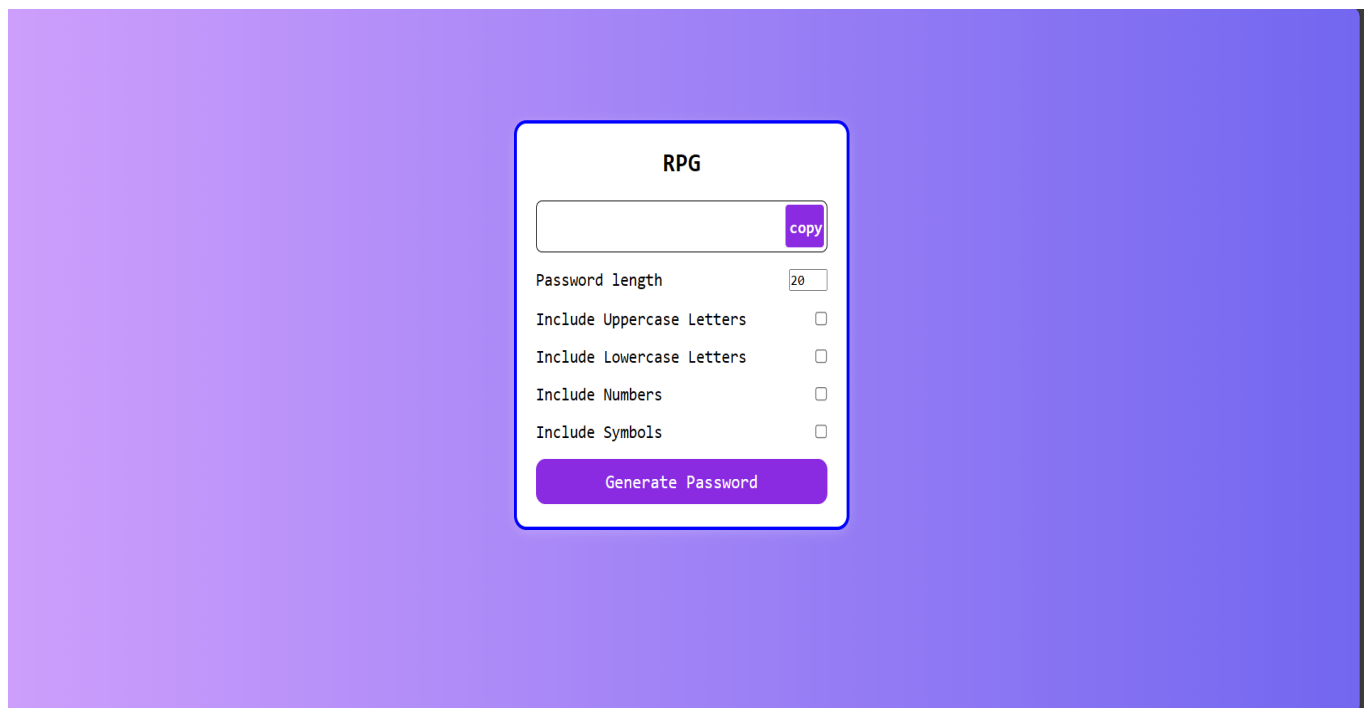 RPG
copy
Password length 20
Include Uppercase Letters
Include Lowercase Letters
Include Numbers
Include Symbols
Generate Password